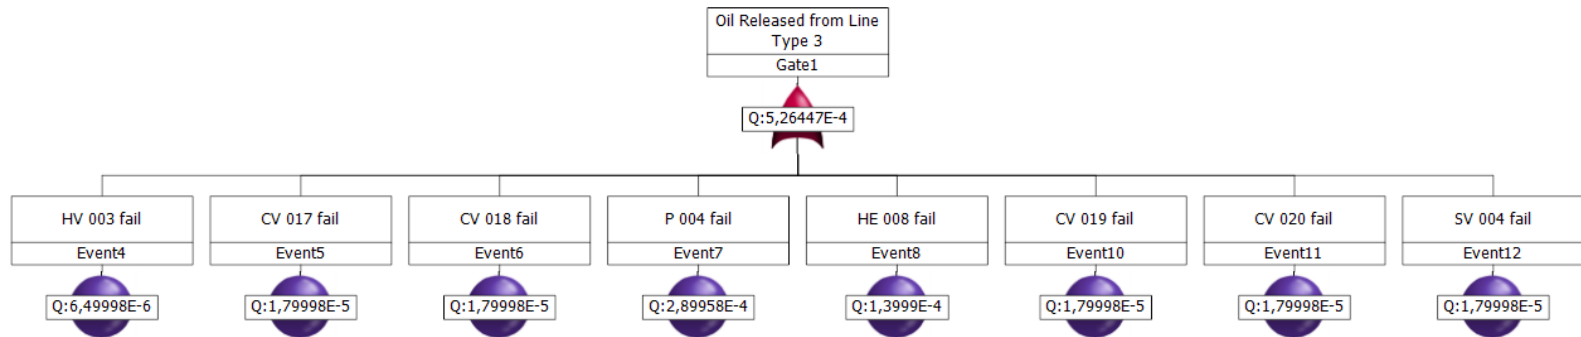 Oil Released from Line
Type 3
Gate1
Q:5,26447E-4
HV 003 fail
CV 017 fail
CV 018 fail
P 004 fail
HE 008 fail
CV 019 fail
CV 020 fail
SV 004 fail
Event4
Event5
Event6
Event7
Event8
Event10
Event11
Event12
Q:6,49998E-6
Q:1,79998E-5
Q:1,79998E-5
Q:2,89958E-4
Q:1,3999E-4
Q:1,79998E-5
Q:1,79998E-5
Q:1,79998E-5